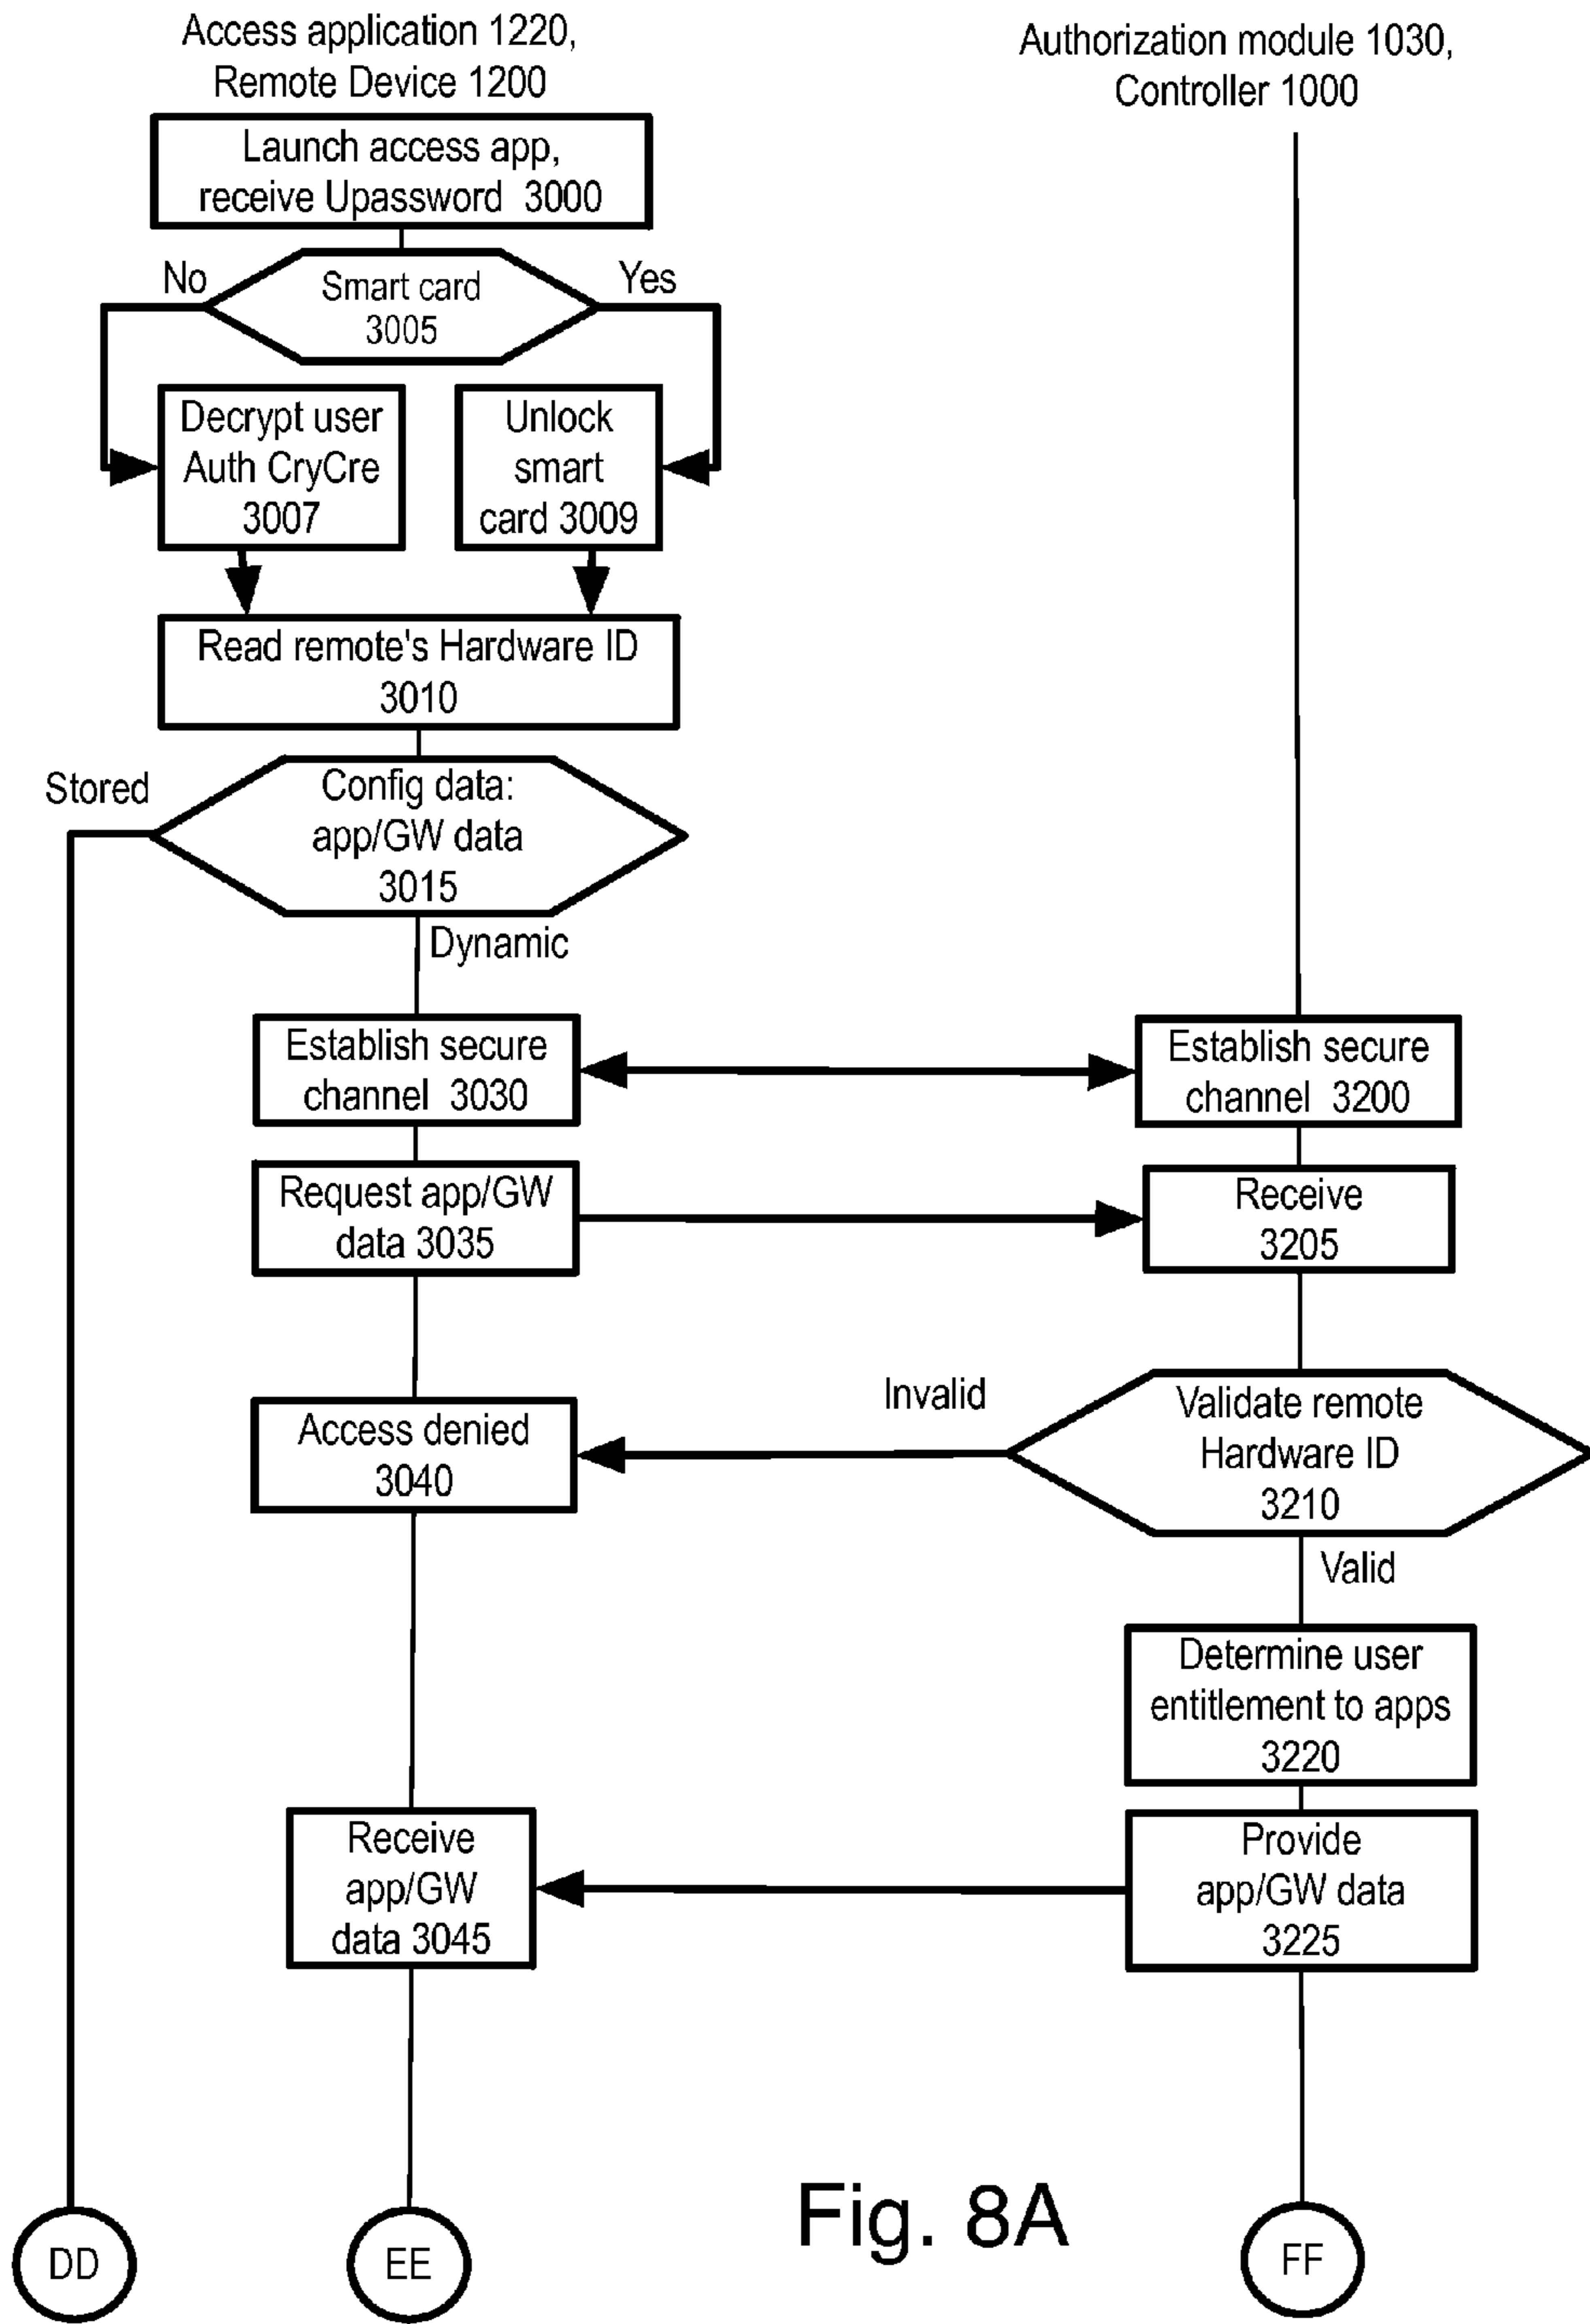 Access application 1220,
Remote Device 1200
Authorization module 1030,
Controller 1000
Launch access app,
receive Upassword 3000
No
Smart card
3005
Yes
Decrypt user
Auth CryCre
3007
Unlock
smart
card 3009
Read remote's Hardware ID
3010
Stored
Config data:
app/GW data
3015
Dynamic
Establish secure
channel 3030
Establish secure
channel 3200
Request app/GW
data 3035
Receive
3205
Access denied
3040
Invalid
Validate remote
Hardware ID
3210
Valid
Determine user
entitlement to apps
3220
Receive
app/GW
data 3045
Provide
app/GW data
3225
Fig. 8A
DD
EE
FF